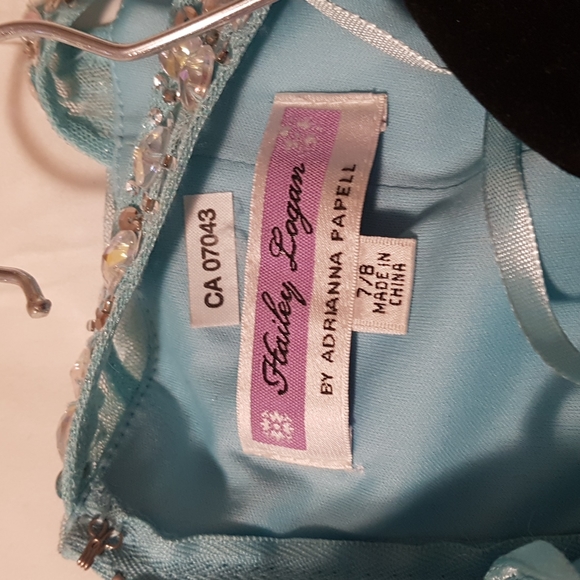 CA 07043
Hailey Logan
BY ADRIANNA PAPELL
7/8
MADE IN
CHINA